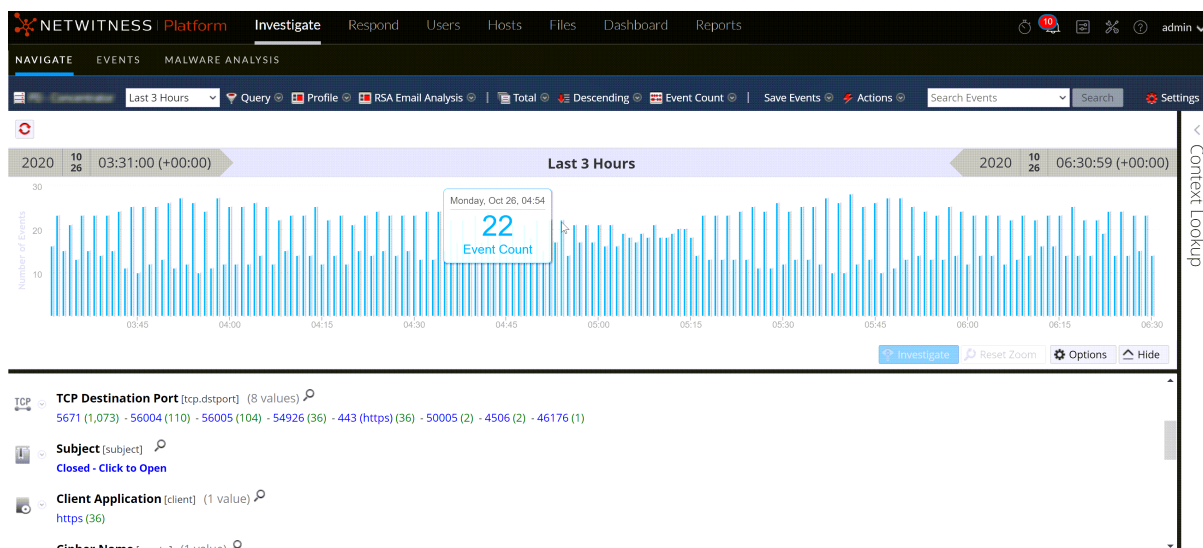 NETWITNESS Platform Investigate Respond Users Hosts Files Dashboard Reports 10 admin
NAVIGATE EVENTS MALWARE ANALYSIS
Last 3 Hours Query Profile RSA Email Analysis | Total Descending Event Count | Save Events Actions Search Events Search Settings
2020 10 26 03:31:00 (+00:00) Last 3 Hours 2020 10 26 06:30:59 (+00:00)
Context Lookup
30
20
10
Number of Events
Monday, Oct 26, 04:54
22
Event Count
03:45 04:00 04:15 04:30 04:45 05:00 05:15 05:30 05:45 06:00 06:15 06:30
Investigate Reset Zoom Options Hide
TCP TCP Destination Port [tcp.dstport] (8 values)
5671 (1,073) - 56004 (110) - 56005 (104) - 54926 (36) - 443 (https) (36) - 50005 (2) - 4506 (2) - 46176 (1)
Subject [subject]
Closed - Click to Open
Client Application [client] (1 value)
https (36)
Cipher Name (1 value)